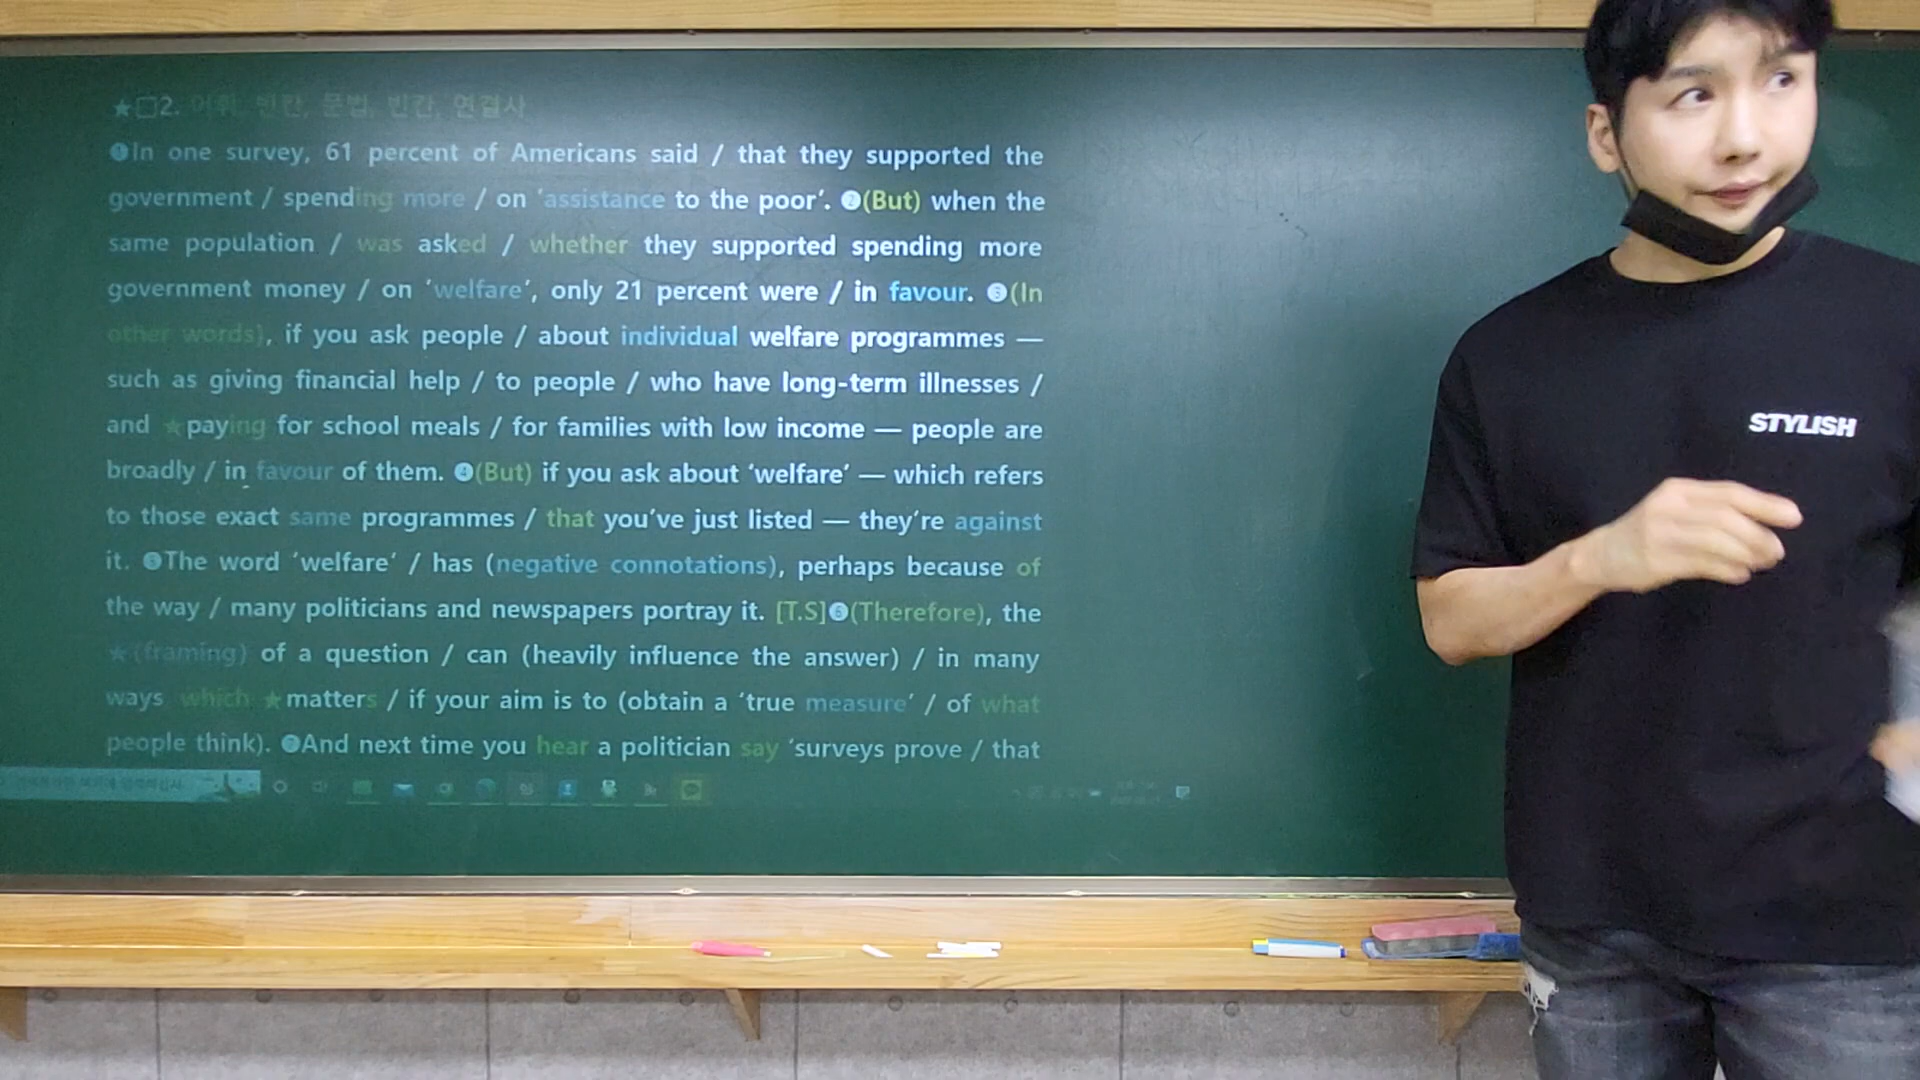 ★□2. 어휘, 빈칸, 문법, 빈칸, 연결사
❶In one survey, 61 percent of Americans said / that they supported the
government / spending more / on ‘assistance to the poor’. ❷(But) when the
same population / was asked / whether they supported spending more
government money / on ‘welfare’, only 21 percent were / in favour. ❸(In
other words), if you ask people / about individual welfare programmes —
such as giving financial help / to people / who have long-term illnesses /
and ★paying for school meals / for families with low income — people are
broadly / in favour of them. ❹(But) if you ask about ‘welfare’ — which refers
to those exact same programmes / that you’ve just listed — they’re against
it. ❺The word ‘welfare’ / has (negative connotations), perhaps because of
the way / many politicians and newspapers portray it. [T.S]❻(Therefore), the
★(framing) of a question / can (heavily influence the answer) / in many
ways which ★matters / if your aim is to (obtain a ‘true measure’ / of what
people think). ❼And next time you hear a politician say ‘surveys prove / that
STYLISH